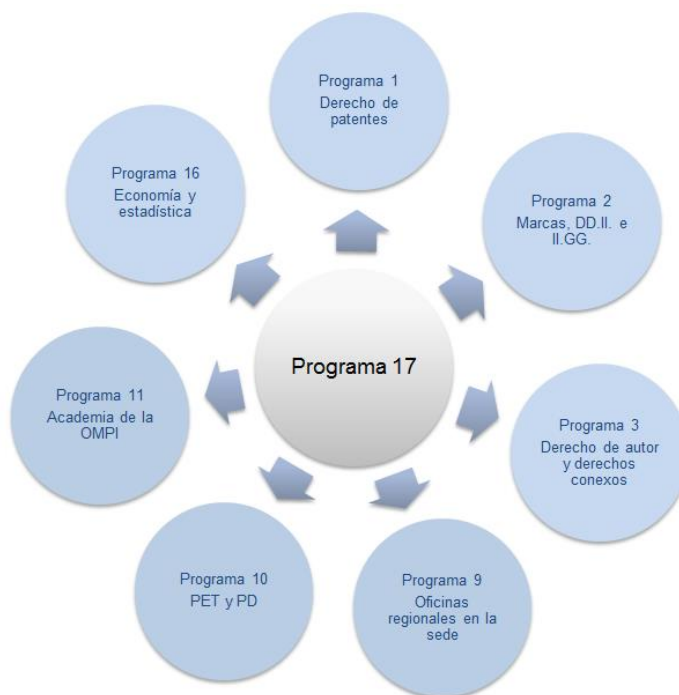 Programa 1
Derecho de
patentes
Programa 2
Marcas, DD.II. e
II.GG.
Programa 3
Derecho de autor
y derechos
conexos
Programa 9
Oficinas
regionales en la
sede
Programa 10
PET y PD
Programa 11
Academia de la
OMPI
Programa 16
Economía y
estadística
Programa 17